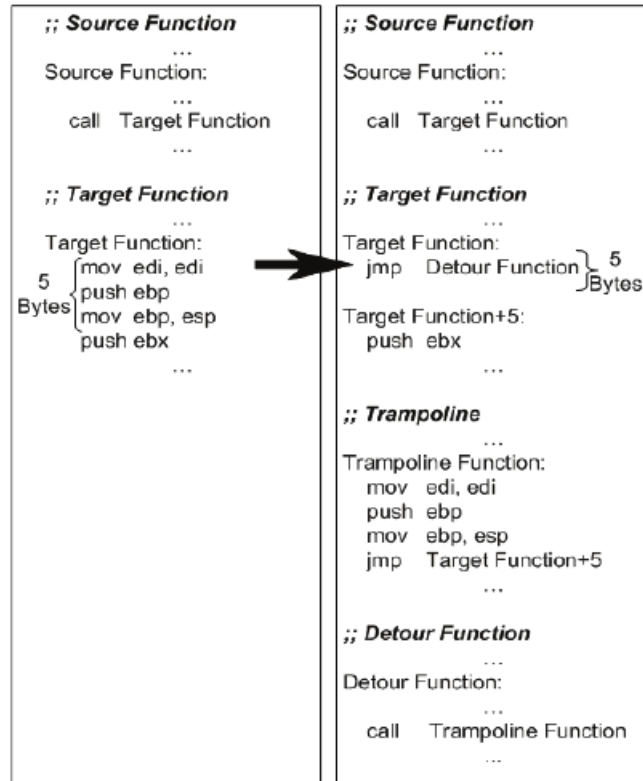 ;; Source Function
...
Source Function:
...
call Target Function
...
;; Target Function
...
Target Function:
mov edi, edi
push ebp
mov ebp, esp
push ebx
...
5
Bytes
;; Source Function
...
Source Function:
...
call Target Function
...
;; Target Function
...
Target Function:
jmp Detour Function
5
Bytes
Target Function+5:
push ebx
...
;; Trampoline
...
Trampoline Function:
mov edi, edi
push ebp
mov ebp, esp
jmp Target Function+5
...
;; Detour Function
...
Detour Function:
...
call Trampoline Function
...